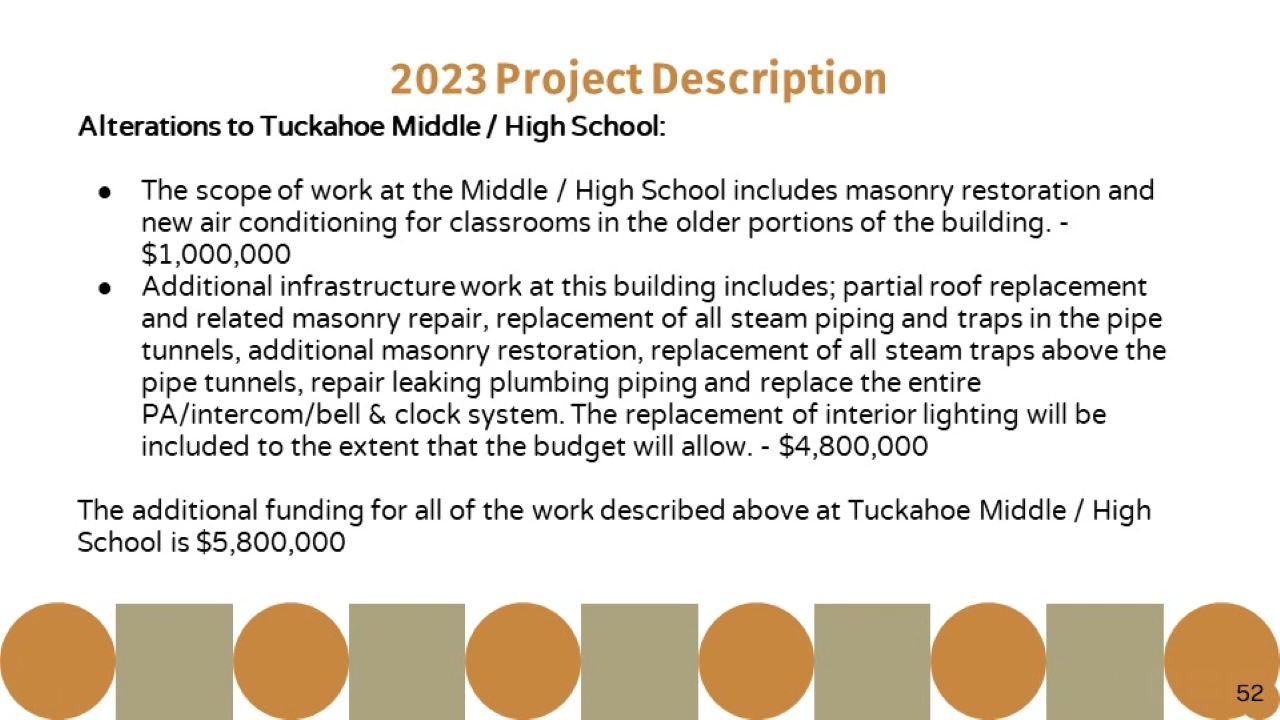 2023 Project Description
Alterations to Tuckahoe Middle / High School:
● The scope of work at the Middle / High School includes masonry restoration and
new air conditioning for classrooms in the older portions of the building. -
$1,000,000
● Additional infrastructure work at this building includes; partial roof replacement
and related masonry repair, replacement of all steam piping and traps in the pipe
tunnels, additional masonry restoration, replacement of all steam traps above the
pipe tunnels, repair leaking plumbing piping and replace the entire
PA/intercom/bell & clock system. The replacement of interior lighting will be
included to the extent that the budget will allow. - $4,800,000
The additional funding for all of the work described above at Tuckahoe Middle / High
School is $5,800,000
52